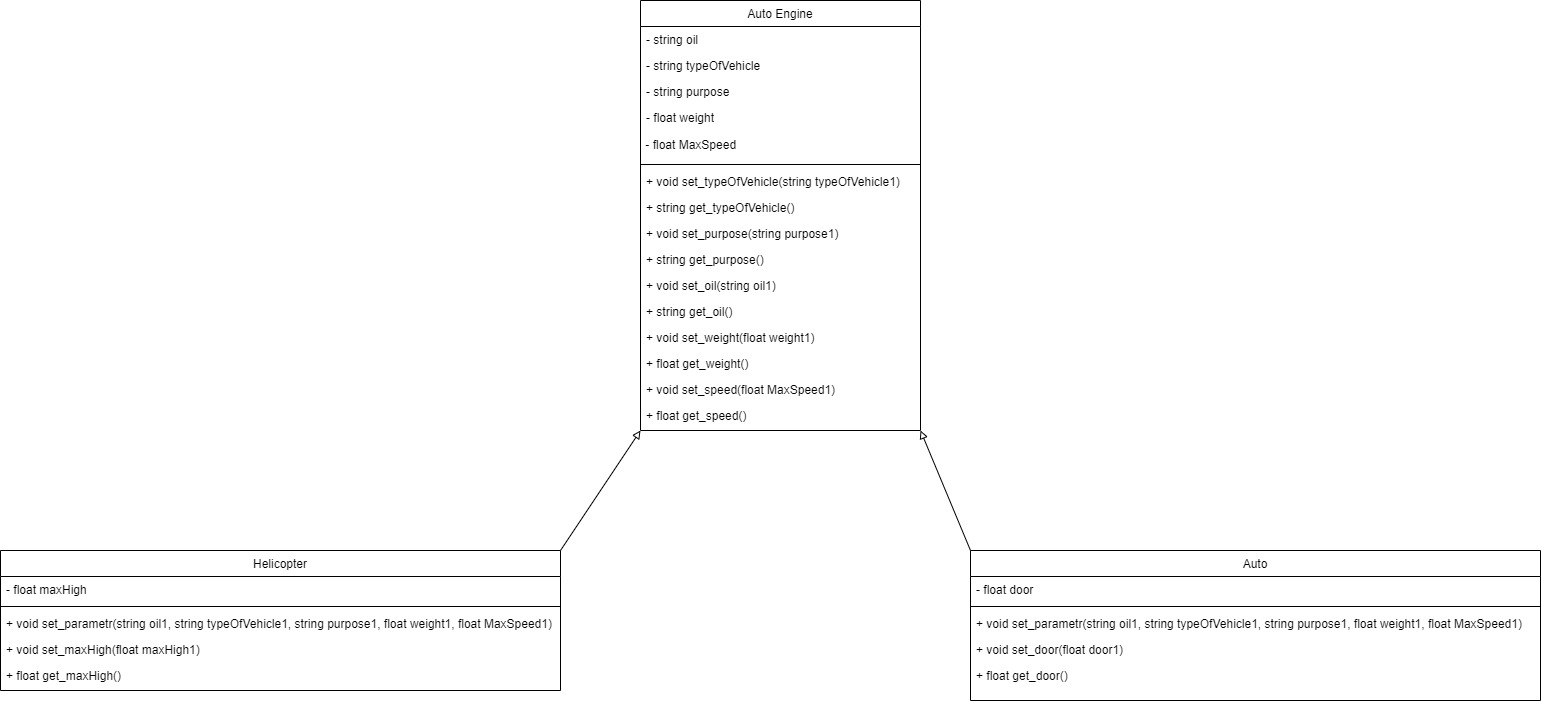 Auto Engine
- string oil
- string typeOfVehicle
- string purpose
- float weight
- float MaxSpeed
+ void set_typeOfVehicle(string typeOfVehicle1)
+ string get_typeOfVehicle()
+ void set_purpose(string purpose1)
+ string get_purpose()
+ void set_oil(string oil1)
+ string get_oil()
+ void set_weight(float weight1)
+ float get_weight()
+ void set_speed(float MaxSpeed1)
+ float get_speed()
Helicopter
- float maxHigh
+ void set_parametr(string oil1, string typeOfVehicle1, string purpose1, float weight1, float MaxSpeed1)
+ void set_maxHigh(float maxHigh1)
+ float get_maxHigh()
Auto
- float door
+ void set_parametr(string oil1, string typeOfVehicle1, string purpose1, float weight1, float MaxSpeed1)
+ void set_door(float door1)
+ float get_door()